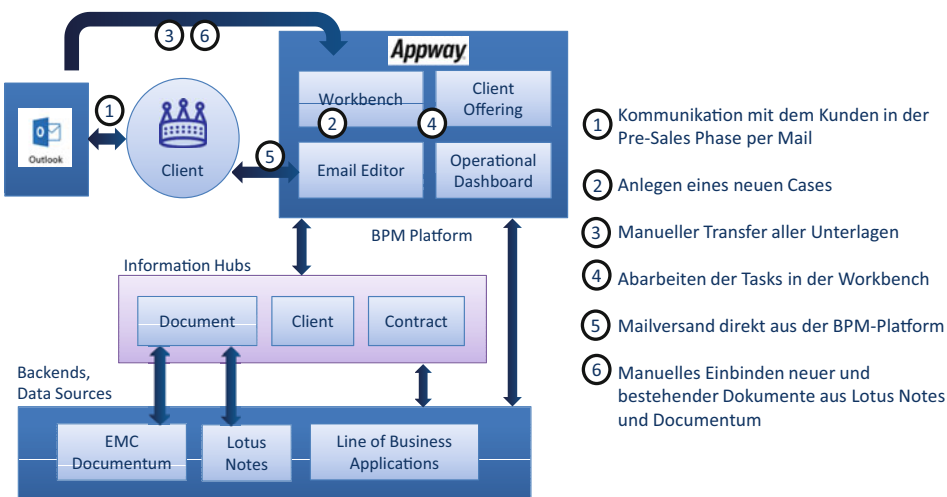 3 6
Appway
Workbench
Client
Offering
2
4
Email Editor
Operational
Dashboard
BPM Platform
Outlook
1
Client
5
Information Hubs
Document
Client
Contract
Backends,
Data Sources
EMC
Documentum
Lotus
Notes
Line of Business
Applications
1 Kommunikation mit dem Kunden in der
Pre-Sales Phase per Mail
2 Anlegen eines neuen Cases
3 Manueller Transfer aller Unterlagen
4 Abarbeiten der Tasks in der Workbench
5 Mailversand direkt aus der BPM-Platform
6 Manuelles Einbinden neuer und
bestehender Dokumente aus Lotus Notes
und Documentum